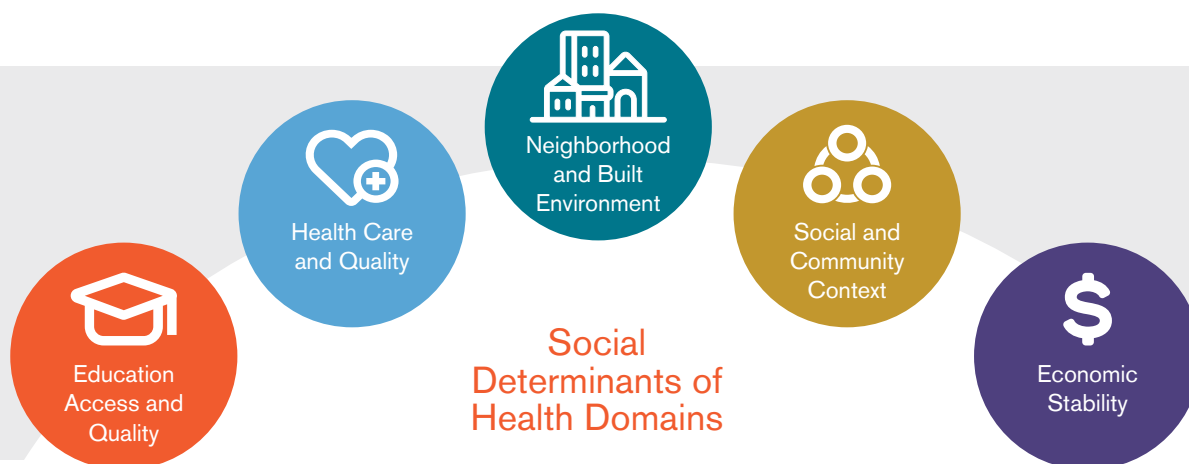 Neighborhood
and Built
Environment
Health Care
and Quality
Social and
Community
Context
Education
Access and
Quality
Economic
Stability
Social
Determinants of
Health Domains